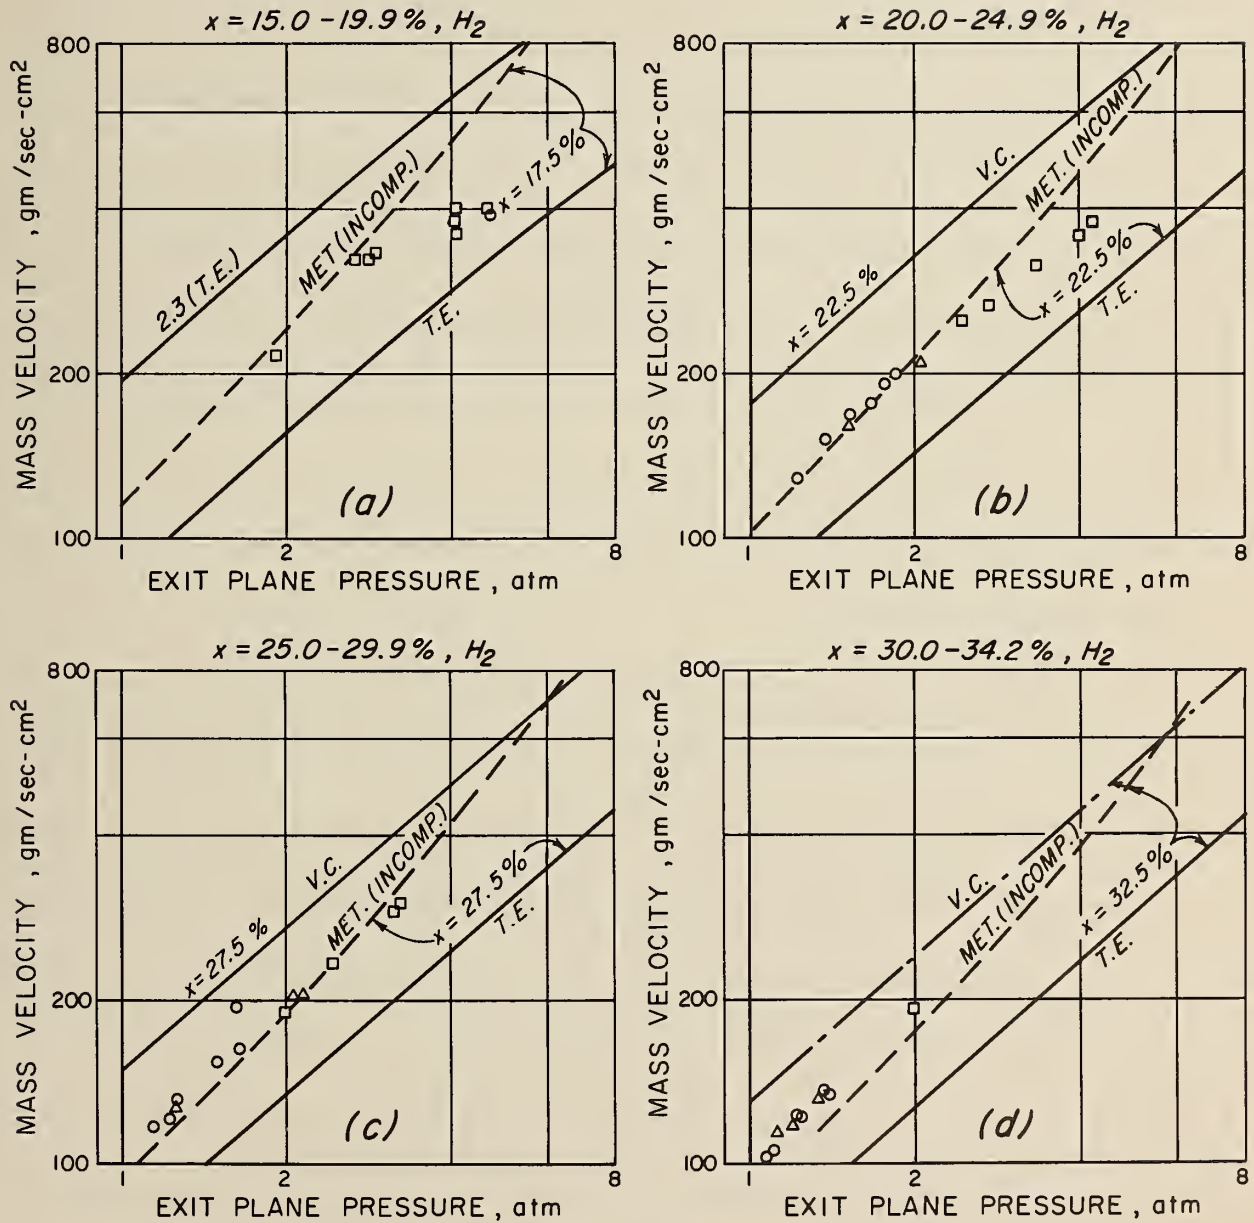 x = 15.0 – 19.9 % , H2
MASS VELOCITY , gm/sec-cm2
800
200
100
2.3 (T.E.)
MET (INCOMP.)
x = 17.5 %
T.E.
(a)
1
2
8
EXIT PLANE PRESSURE , atm
x = 20.0 – 24.9 % , H2
MASS VELOCITY , gm/sec-cm2
800
200
100
V.C.
MET. (INCOMP.)
x = 22.5 %
x = 22.5 %
T.E.
(b)
1
2
8
EXIT PLANE PRESSURE , atm
x = 25.0 – 29.9 % , H2
MASS VELOCITY , gm/sec-cm2
800
200
100
V.C.
MET. (INCOMP.)
x = 27.5 %
x = 27.5 %
T.E.
(c)
1
2
8
EXIT PLANE PRESSURE , atm
x = 30.0 – 34.2 % , H2
MASS VELOCITY , gm/sec-cm2
800
200
100
V.C.
MET. (INCOMP.)
x = 32.5 %
T.E.
(d)
1
2
8
EXIT PLANE PRESSURE , atm